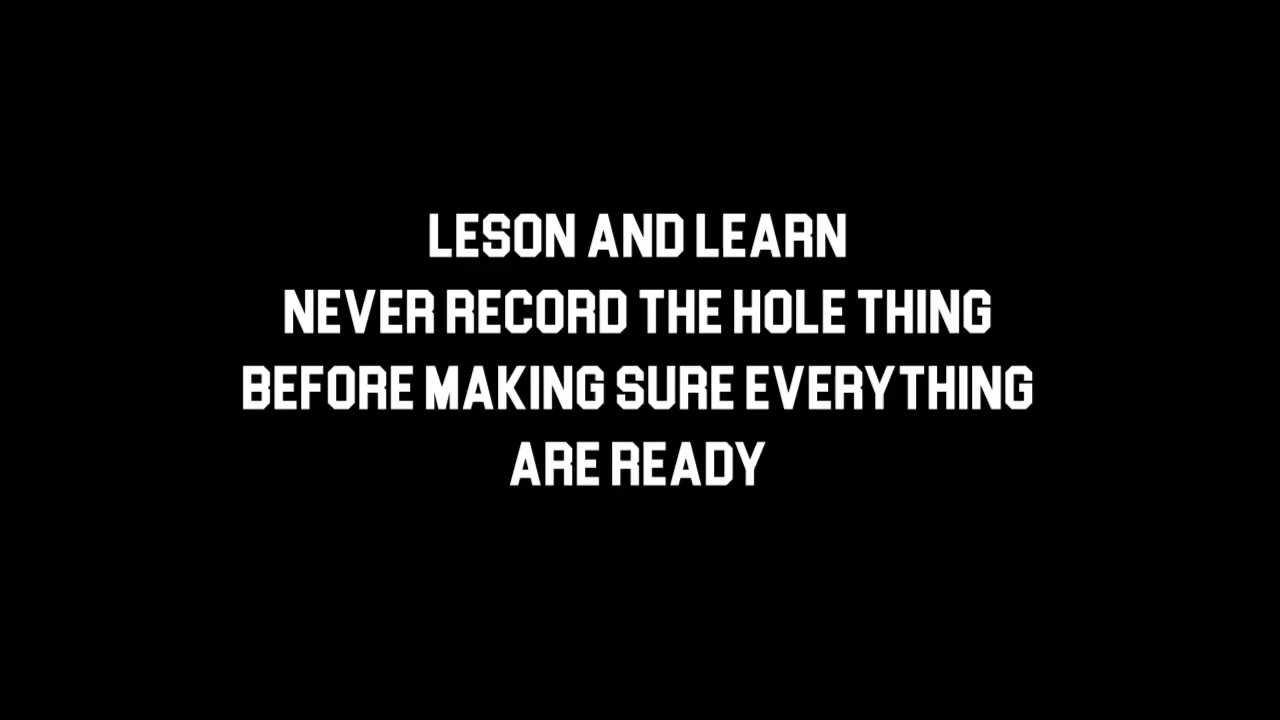 LESON AND LEARN
NEVER RECORD THE HOLE THING
BEFORE MAKING SURE EVERYTHING
ARE READY